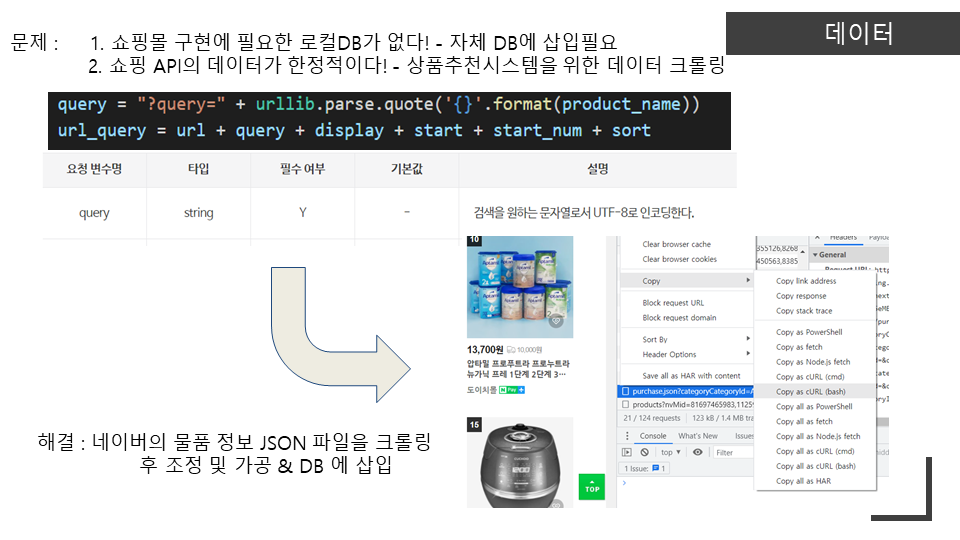 데이터
문제 : 1. 쇼핑몰 구현에 필요한 로컬DB가 없다! - 자체 DB에 삽입필요
2. 쇼핑 API의 데이터가 한정적이다! - 상품추천시스템을 위한 데이터 크롤링
query = "?query=" + urllib.parse.quote('{}'.format(product_name))
url_query = url + query + display + start + start_num + sort
요청 변수명 타입 필수 여부 기본값 설명
query string Y - 검색을 원하는 문자열로서 UTF-8로 인코딩한다.
10
13,700원 10,000원
압타밀 프로푸트라 프로누트라
뉴가닉 프레 1단계 2단계 3…
도이치몰 N Pay +
15
TOP
Clear browser cache
Clear browser cookies
Copy
Block request URL
Block request domain
Sort By
Header Options
Save all as HAR with content
purchase.json?categoryCategoryId=
products?nvMid=81697465983,1125
21 / 124 requests 123 kB / 1.4 MB
Console What's New Issues
top Filter
1 Issue: 1
355126,8268
450563,8385
Headers Payloa
General
Copy link address
Copy response
Copy stack trace
Copy as PowerShell
Copy as fetch
Copy as Node.js fetch
Copy as cURL (cmd)
Copy as cURL (bash)
Copy all as PowerShell
Copy all as fetch
Copy all as Node.js fetch
Copy all as cURL (cmd)
Copy all as cURL (bash)
Copy all as HAR
해결 : 네이버의 물품 정보 JSON 파일을 크롤링
후 조정 및 가공 & DB 에 삽입